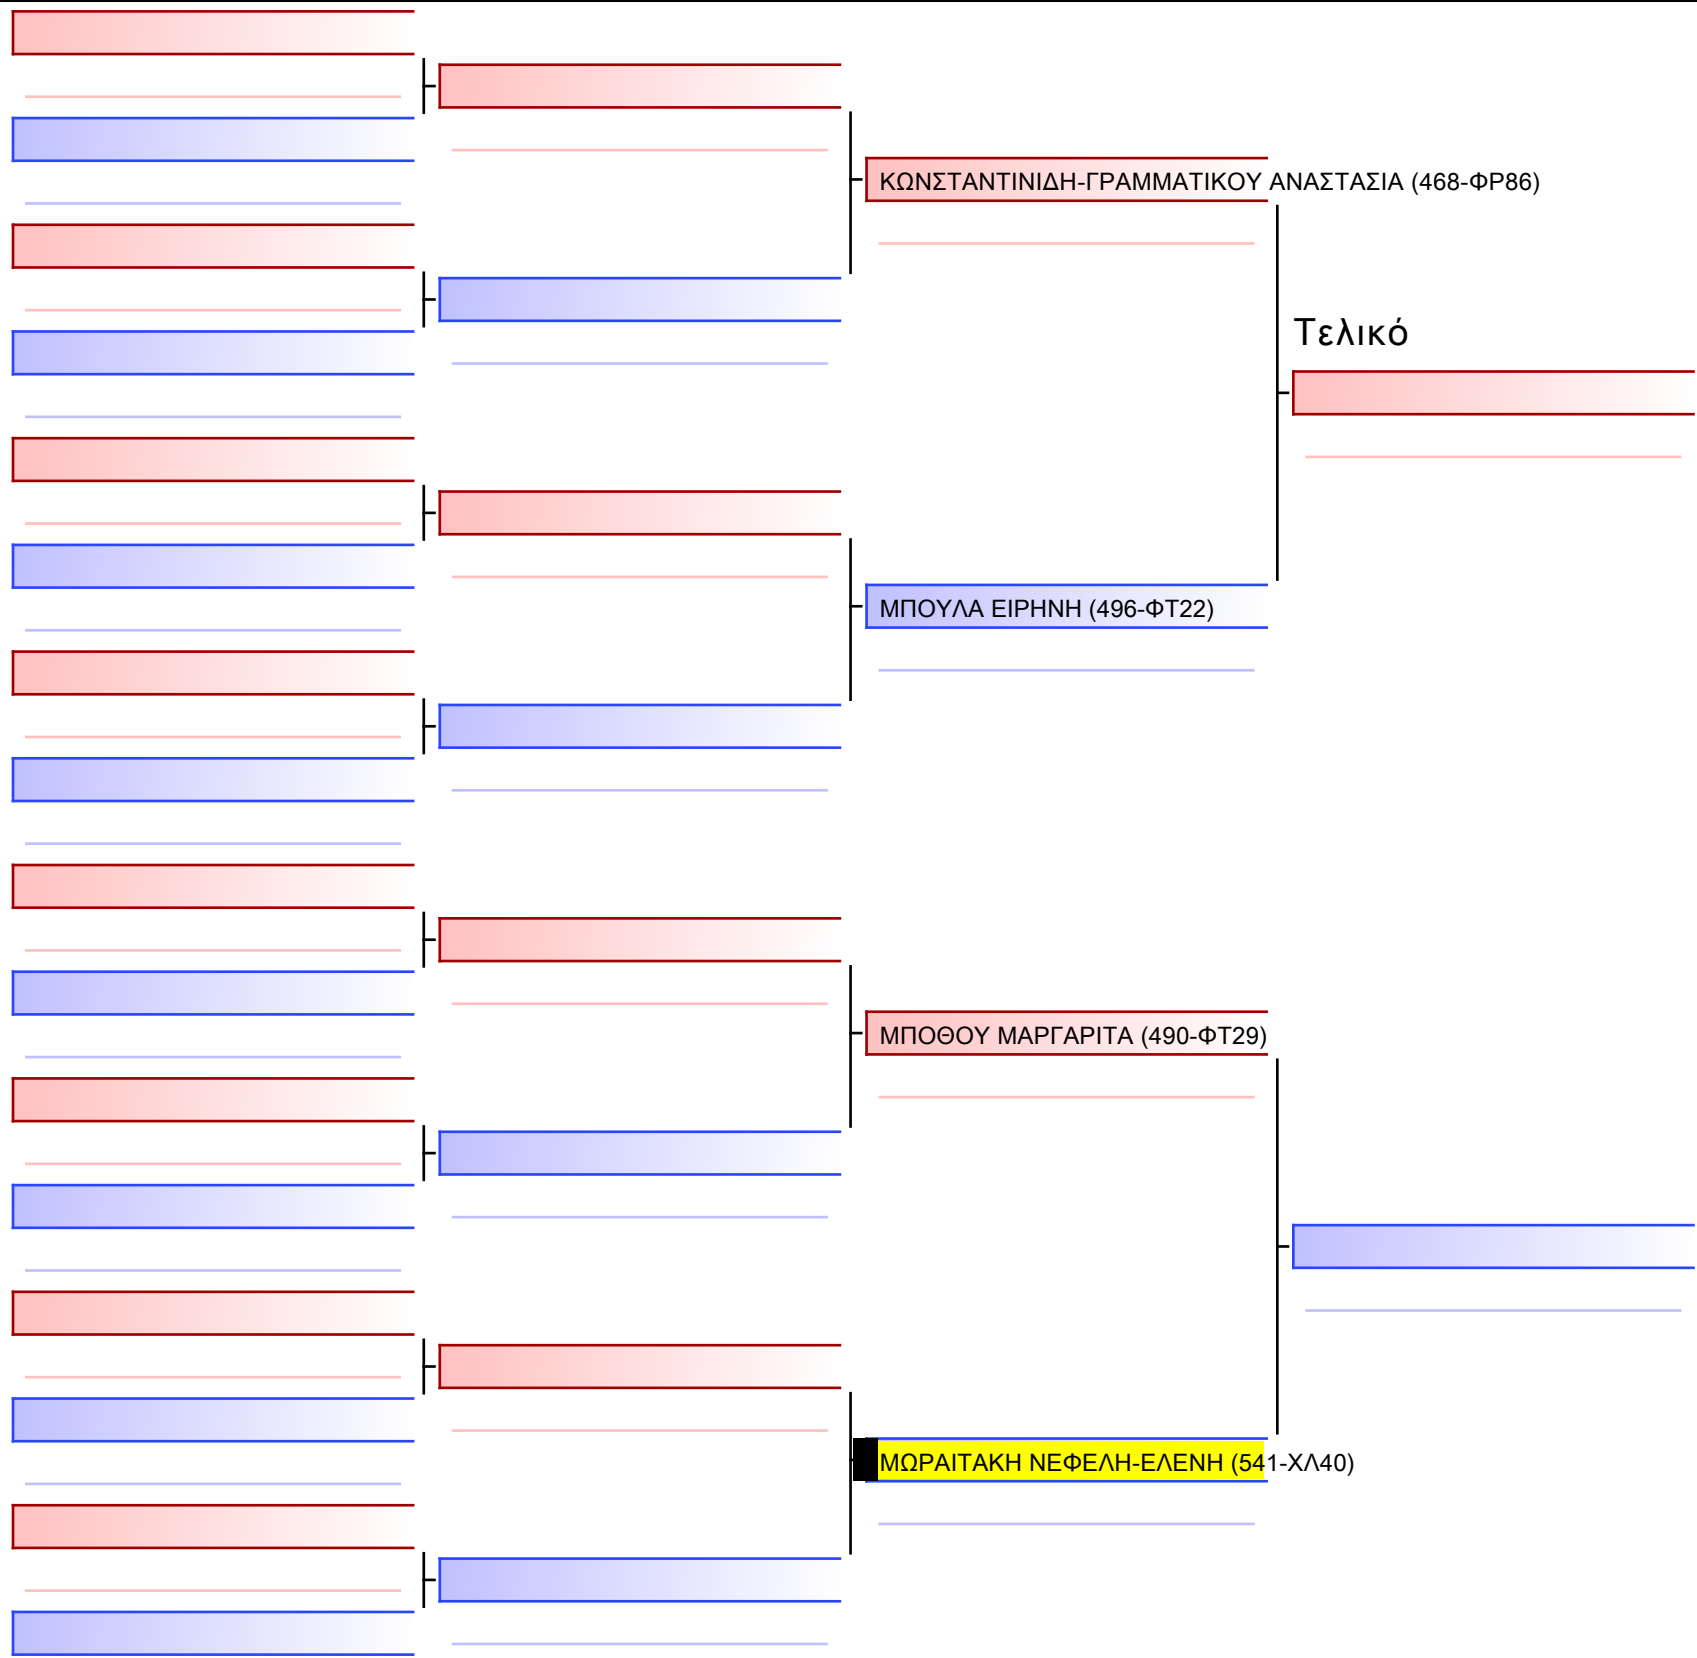 ΚΩΝΣΤΑΝΤΙΝΙΔΗ-ΓΡΑΜΜΑΤΙΚΟΥ ΑΝΑΣΤΑΣΙΑ (468-ΦΡ86)
Τελικό
ΜΠΟΥΛΑ ΕΙΡΗΝΗ (496-ΦΤ22)
ΜΠΟΘΟΥ ΜΑΡΓΑΡΙΤΑ (490-ΦΤ29)
ΜΩΡΑΙΤΑΚΗ ΝΕΦΕΛΗ-ΕΛΕΝΗ (541-ΧΛ40)